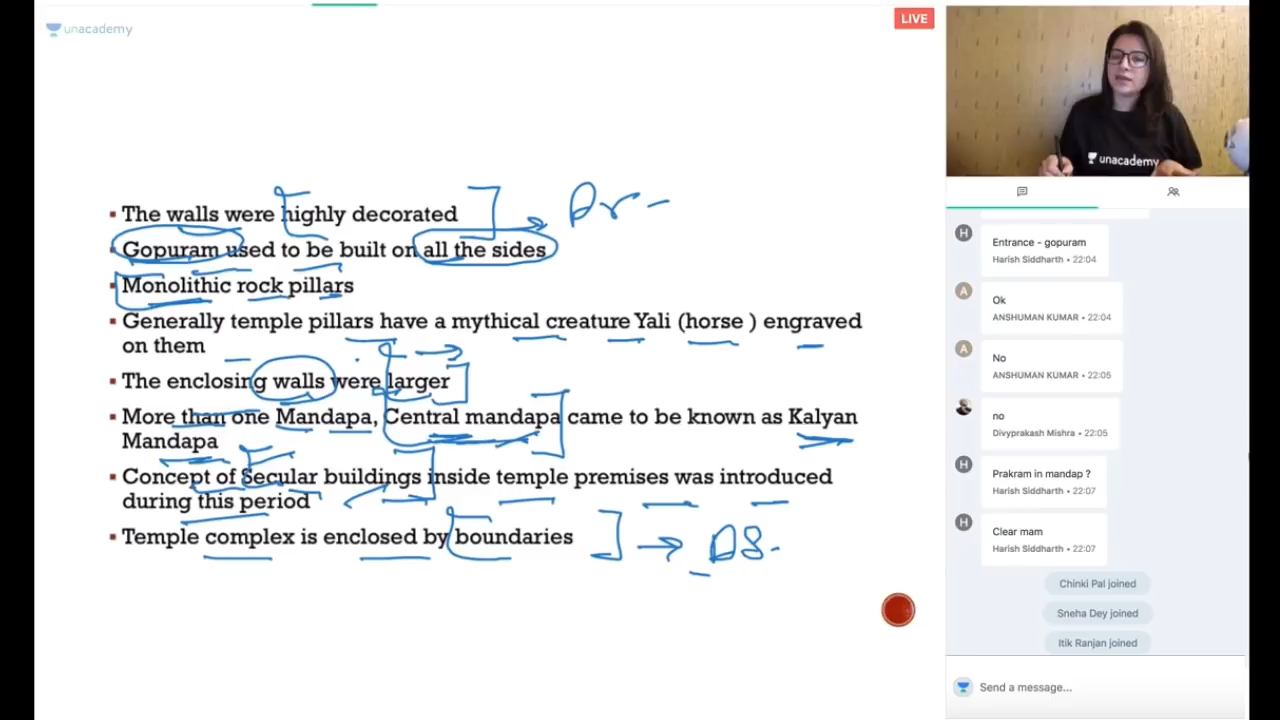 unacademy
LIVE
The walls were highly decorated
Gopuram used to be built on all the sides
Monolithic rock pillars
Generally temple pillars have a mythical creature Yali (horse ) engraved
on them
The enclosing walls were larger
More than one Mandapa, Central mandapa came to be known as Kalyan
Mandapa
Concept of Secular buildings inside temple premises was introduced
during this period
Temple complex is enclosed by boundaries
DS.
unacademy
H
Entrance - gopuram
Harish Siddharth • 22:04
A
Ok
ANSHUMAN KUMAR • 22:04
A
No
ANSHUMAN KUMAR • 22:05
no
Divyprakash Mishra • 22:05
H
Prakram in mandap ?
Harish Siddharth • 22:07
H
Clear mam
Harish Siddharth • 22:07
Chinki Pal joined
Sneha Dey joined
Itik Ranjan joined
Send a message...